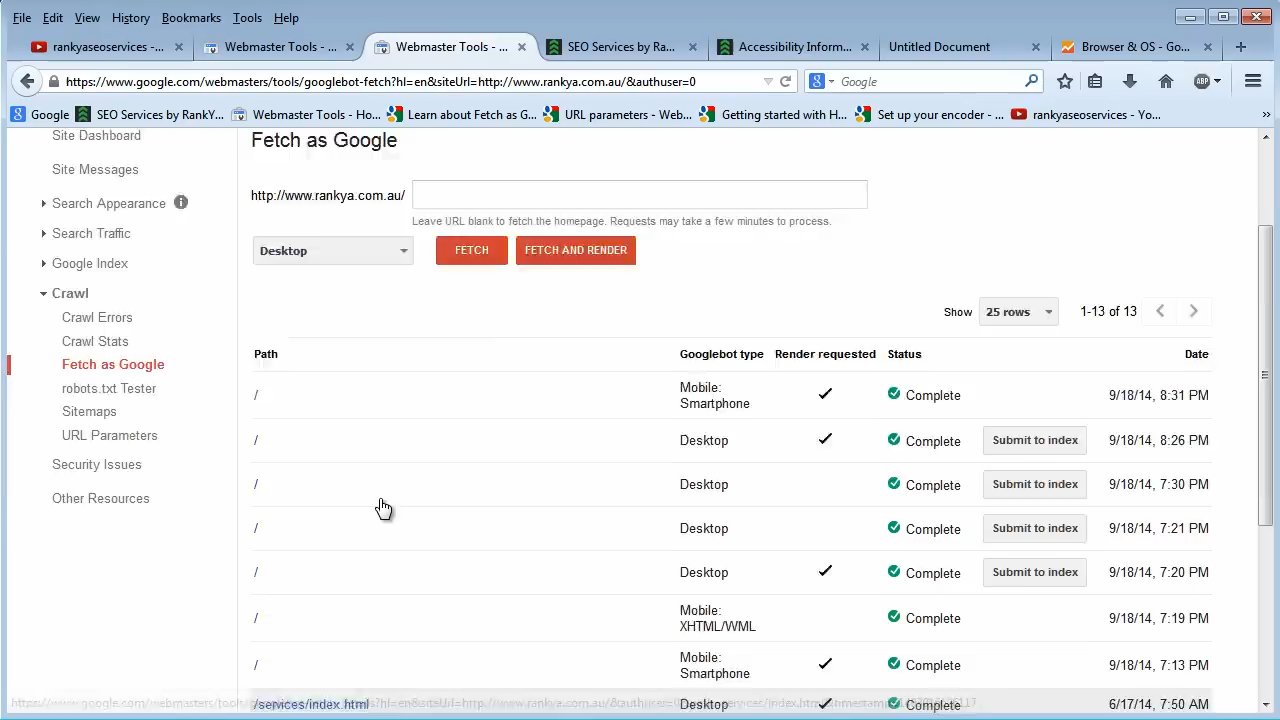 File Edit View History Bookmarks Tools Help
rankyaseoservices -... × Webmaster Tools - ... × Webmaster Tools - ... × SEO Services by Ra... × Accessibility Inform... × Untitled Document × Browser & OS - Go... × +
https://www.google.com/webmasters/tools/googlebot-fetch?hl=en&siteUrl=http://www.rankya.com.au/&authuser=0 8 Google ABP
8 Google SEO Services by RankY... Webmaster Tools - Ho... Learn about Fetch as G... URL parameters - Web... Getting started with H... Set up your encoder - ... rankyaseoservices - Yo... »
Site Dashboard
Site Messages
Search Appearance i
Search Traffic
Google Index
Crawl
Crawl Errors
Crawl Stats
Fetch as Google
robots.txt Tester
Sitemaps
URL Parameters
Security Issues
Other Resources
Fetch as Google
http://www.rankya.com.au/
Leave URL blank to fetch the homepage. Requests may take a few minutes to process.
Desktop FETCH FETCH AND RENDER
Show 25 rows 1-13 of 13
Path Googlebot type Render requested Status Date
/ Mobile: Smartphone ✓ Complete 9/18/14, 8:31 PM
/ Desktop ✓ Complete Submit to index 9/18/14, 8:26 PM
/ Desktop Complete Submit to index 9/18/14, 7:30 PM
/ Desktop Complete Submit to index 9/18/14, 7:21 PM
/ Desktop ✓ Complete Submit to index 9/18/14, 7:20 PM
/ Mobile: XHTML/WML Complete 9/18/14, 7:19 PM
/ Mobile: Smartphone ✓ Complete 9/18/14, 7:13 PM
/services/index.html Desktop ✓ Complete 6/17/14, 7:50 AM